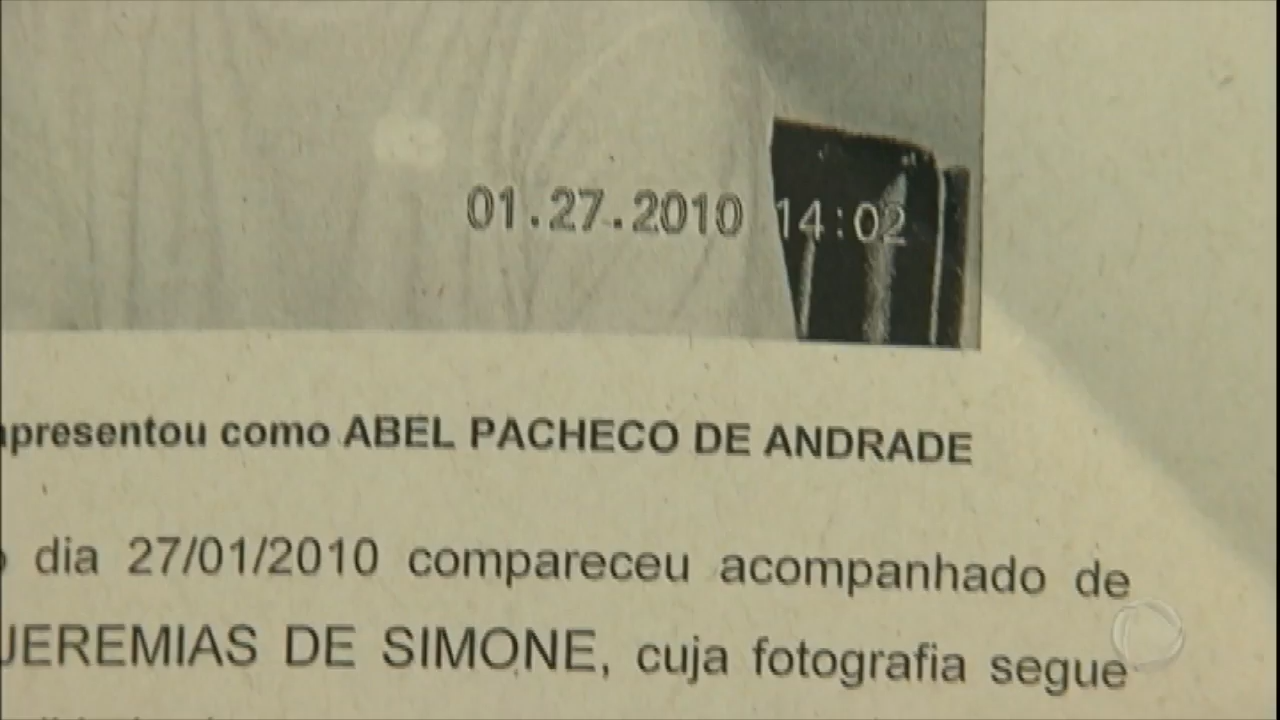 01.27.2010 14:02
apresentou como ABEL PACHECO DE ANDRADE
dia 27/01/2010 compareceu acompanhado de
JEREMIAS DE SIMONE, cuja fotografia segue